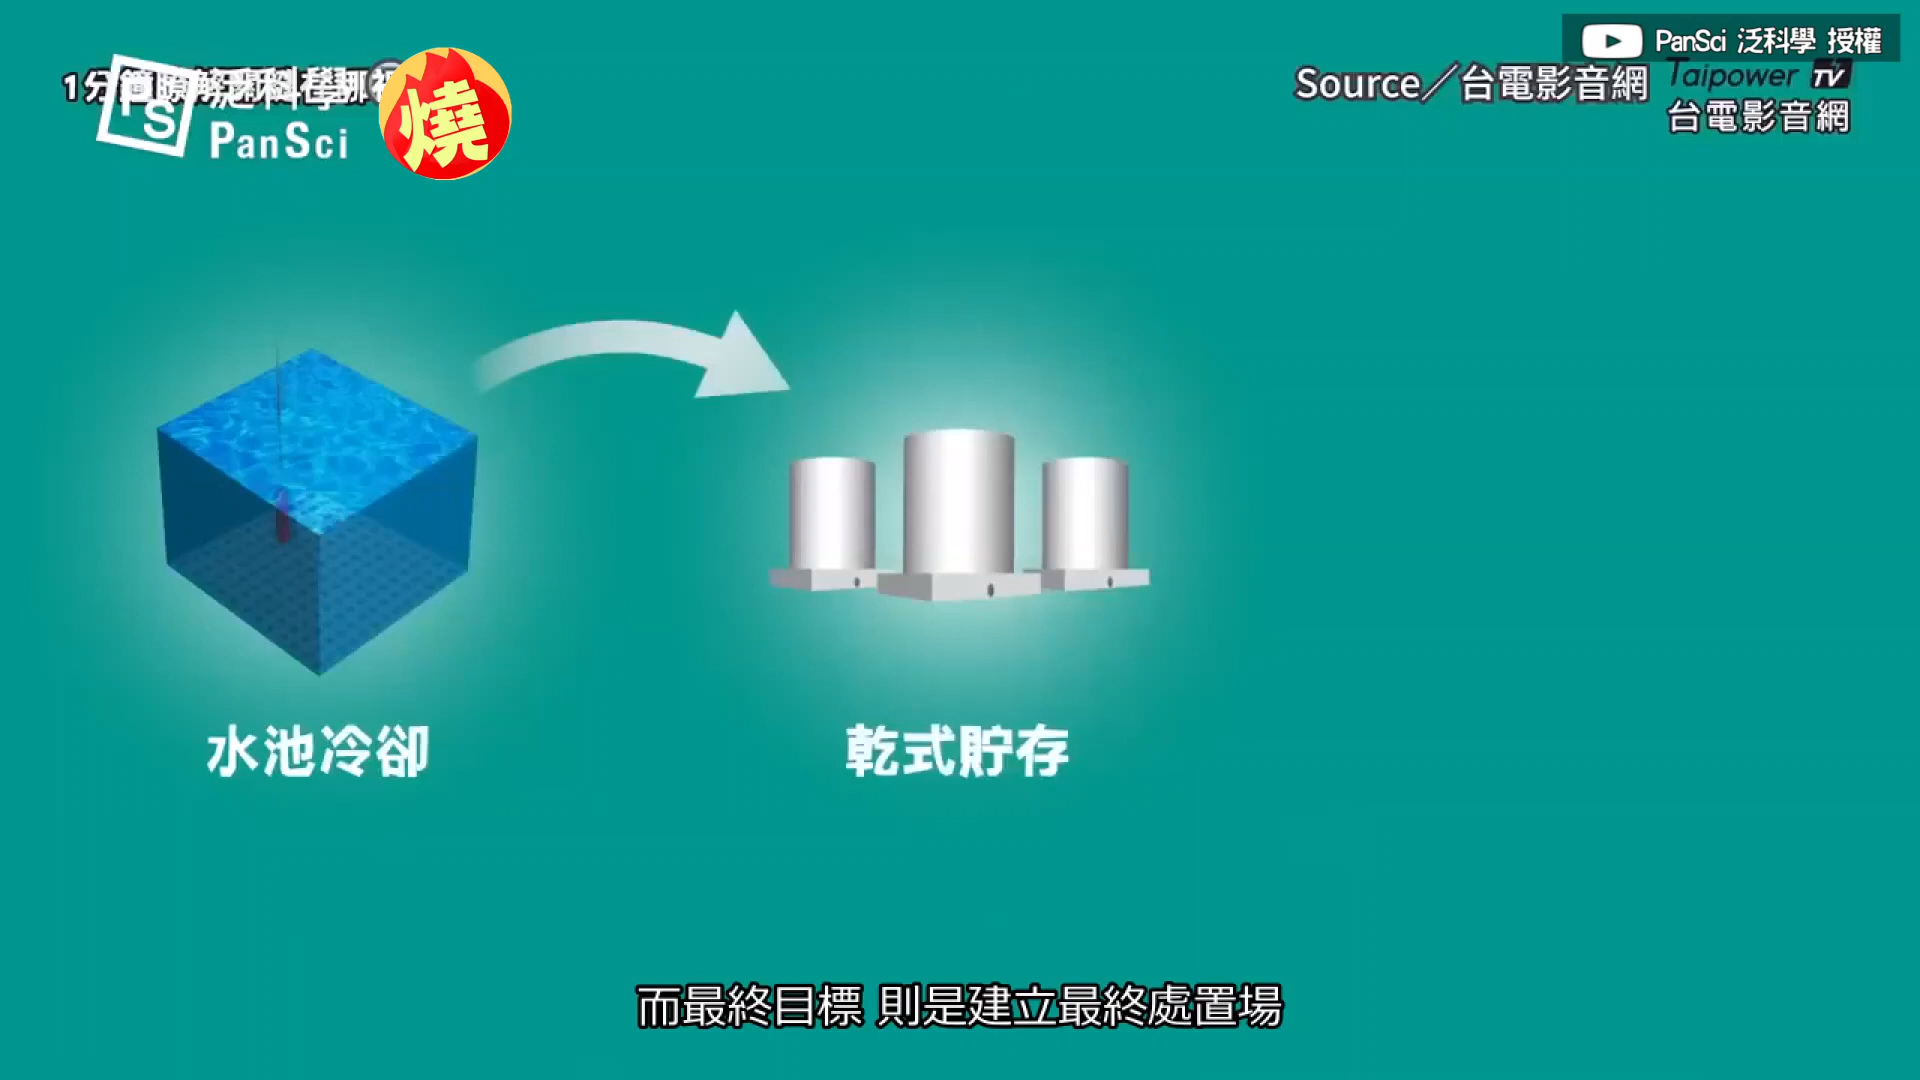 PanSci 泛科學 授權
Source／台電影音網
Taipower TV
台電影音網
PanSci
燒
水池冷卻
乾式貯存
而最終目標 則是建立最終處置場